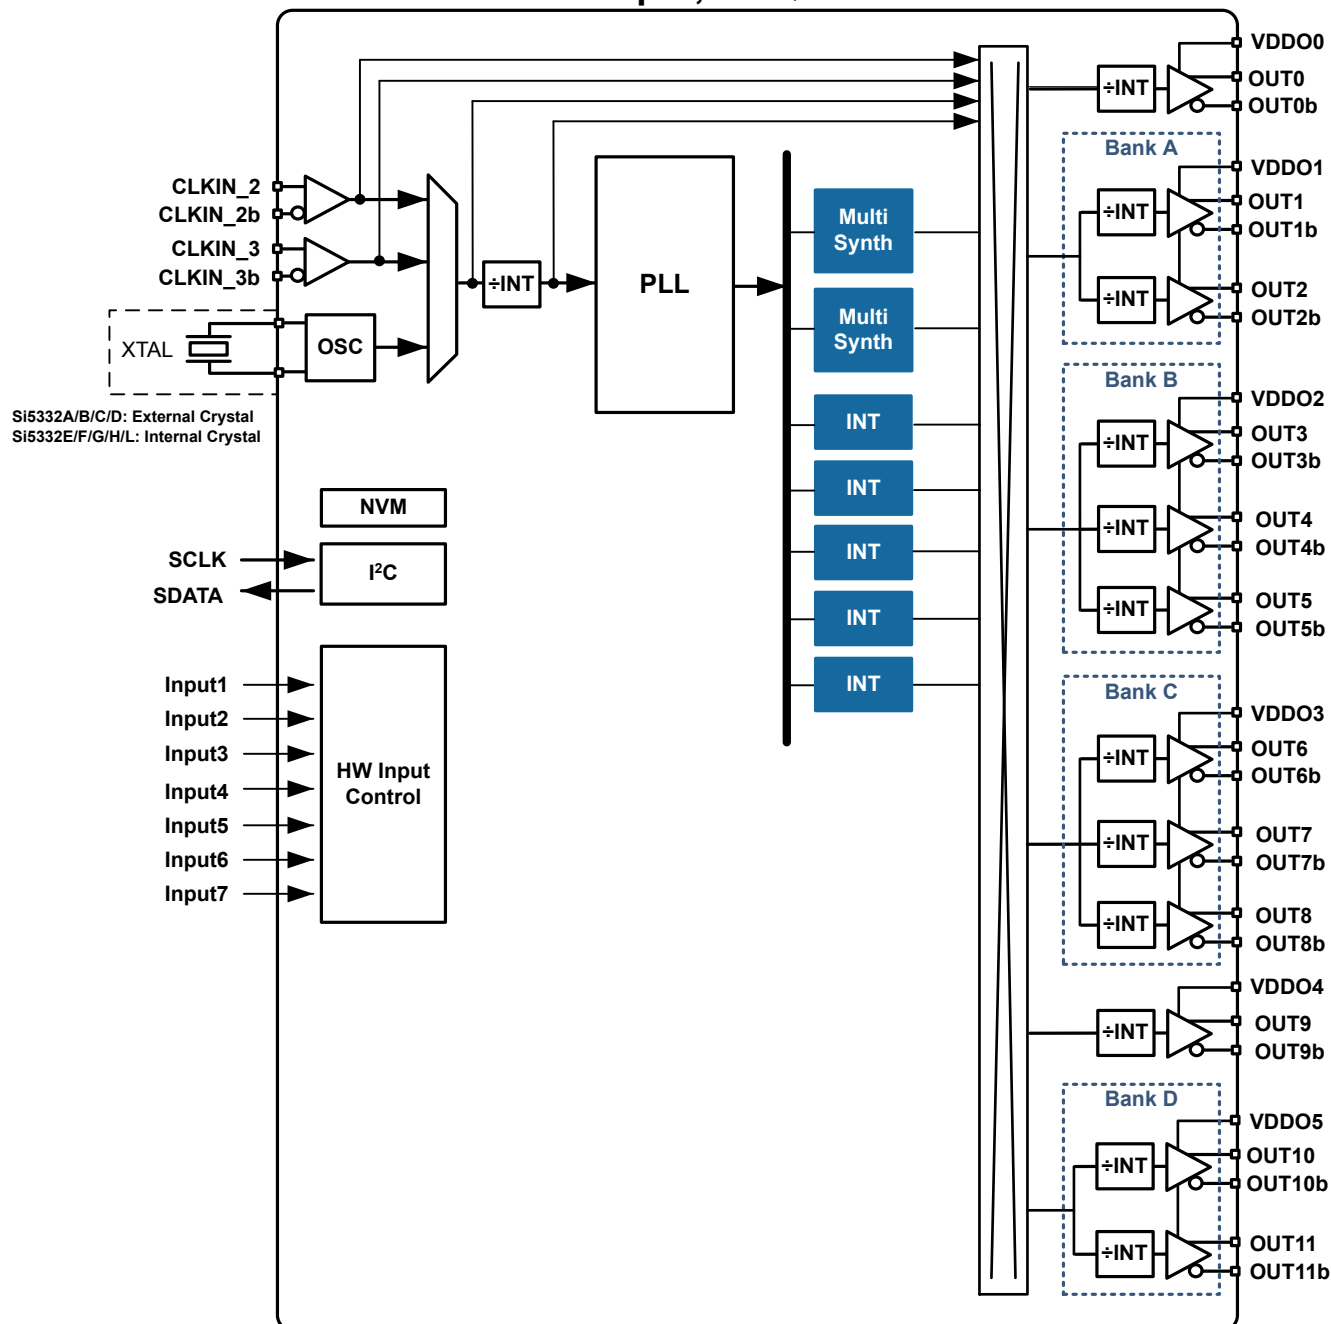 VDDO0
OUT0
÷INT
OUT0b
Bank A
VDDO1
OUT1
÷INT
OUT1b
OUT2
÷INT
OUT2b
CLKIN_2
CLKIN_2b
CLKIN_3
CLKIN_3b
÷INT
PLL
XTAL
OSC
Si5332A/B/C/D: External Crystal
Si5332E/F/G/H/L: Internal Crystal
Multi
Synth
Multi
Synth
INT
INT
INT
INT
INT
Bank B
VDDO2
OUT3
÷INT
OUT3b
OUT4
÷INT
OUT4b
OUT5
÷INT
OUT5b
NVM
SCLK
I²C
SDATA
Input1
Input2
Input3
Input4
Input5
Input6
Input7
HW Input
Control
Bank C
VDDO3
OUT6
÷INT
OUT6b
OUT7
÷INT
OUT7b
OUT8
÷INT
OUT8b
VDDO4
OUT9
÷INT
OUT9b
Bank D
VDDO5
OUT10
÷INT
OUT10b
OUT11
÷INT
OUT11b